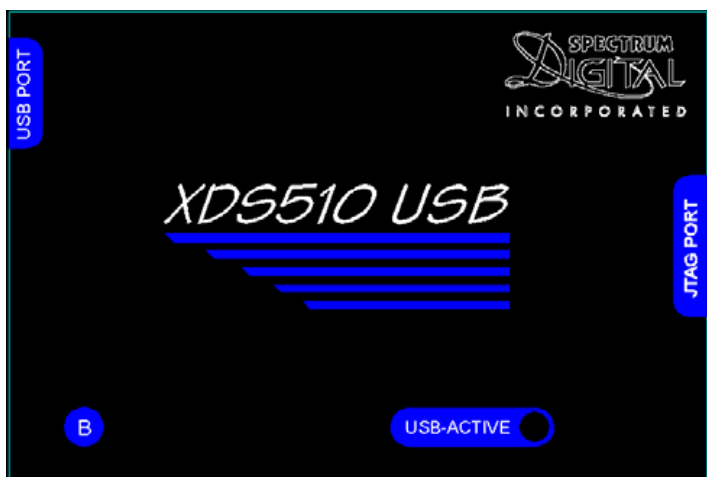 USB PORT
SPECTRUM
DIGITAL
INCORPORATED
XDS510 USB
JTAG PORT
B
USB-ACTIVE